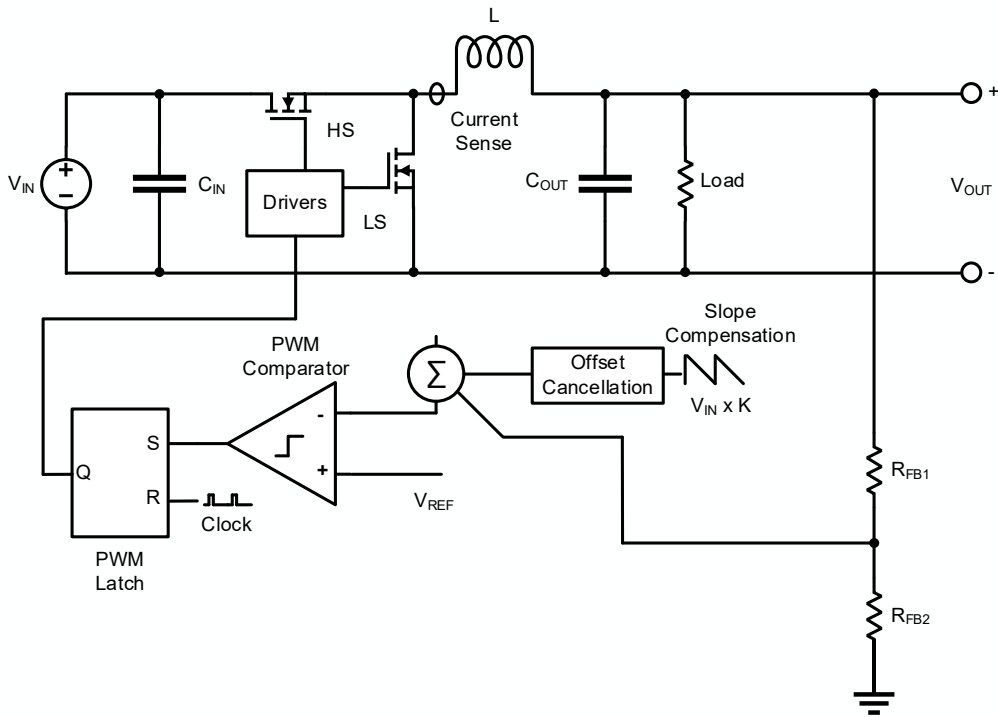 L
HS
Current
Sense
+
V_IN
+
−
C_IN
Drivers
LS
C_OUT
Load
V_OUT
-
PWM
Comparator
Σ
Offset
Cancellation
Slope
Compensation
V_IN x K
S
Q
R
-
+
V_REF
Clock
PWM
Latch
R_FB1
R_FB2